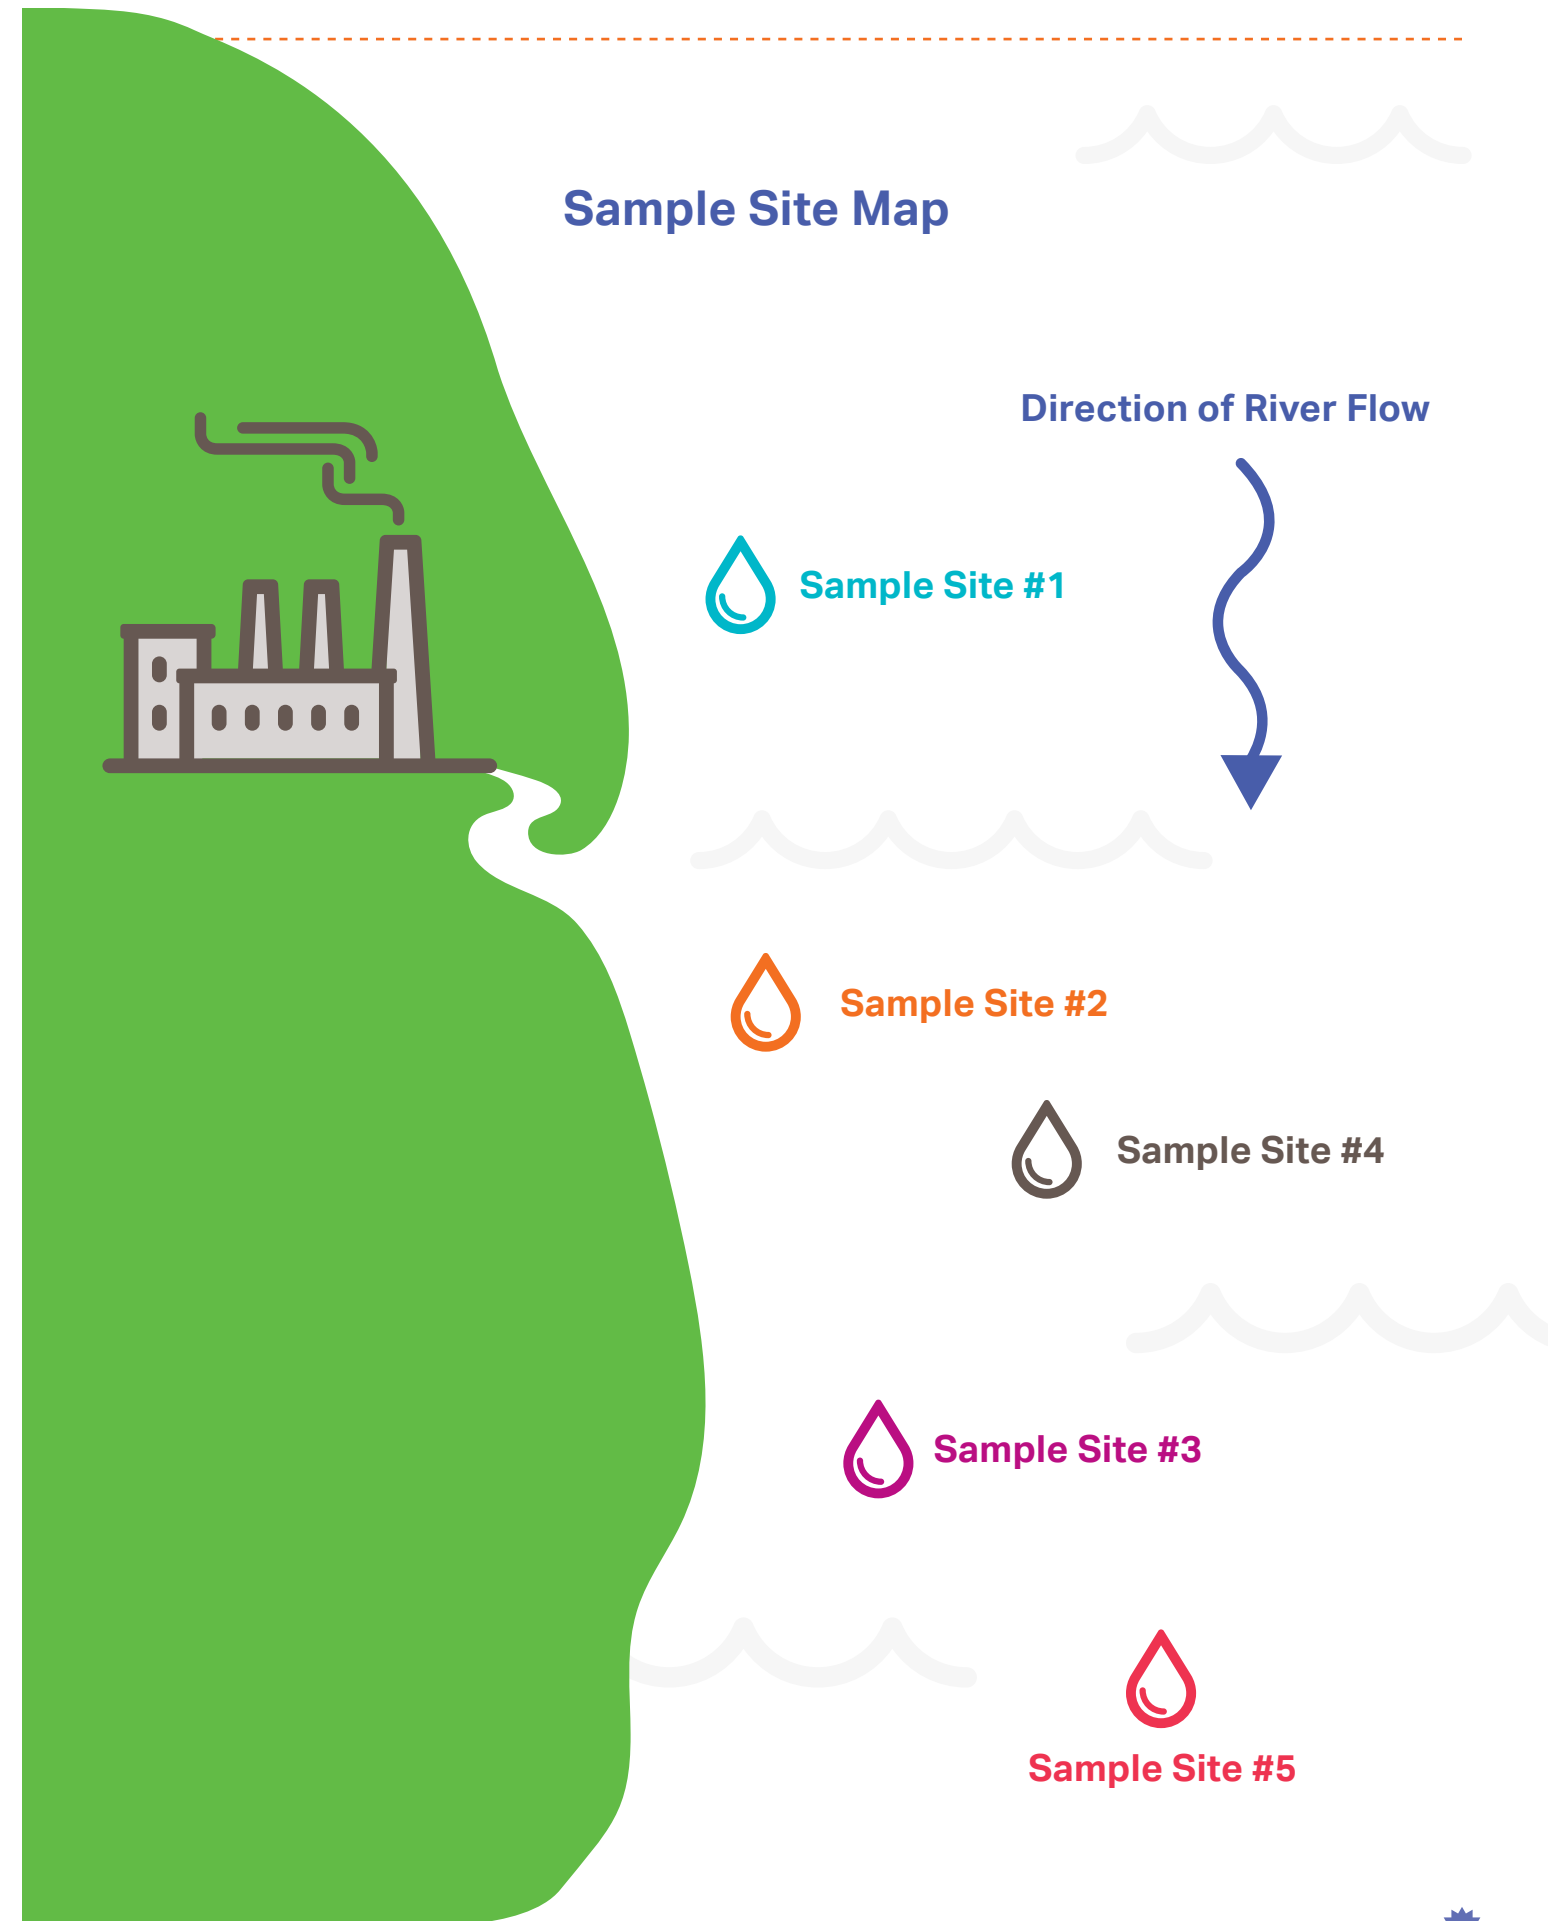 Sample Site Map
Direction of River Flow
Sample Site #1
Sample Site #2
Sample Site #4
Sample Site #3
Sample Site #5